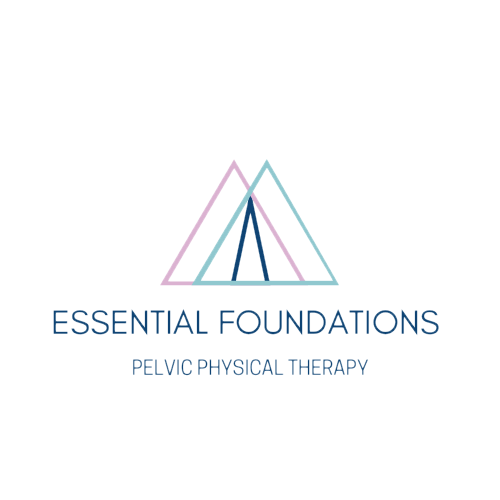 ESSENTIAL FOUNDATIONS
PELVIC PHYSICAL THERAPY